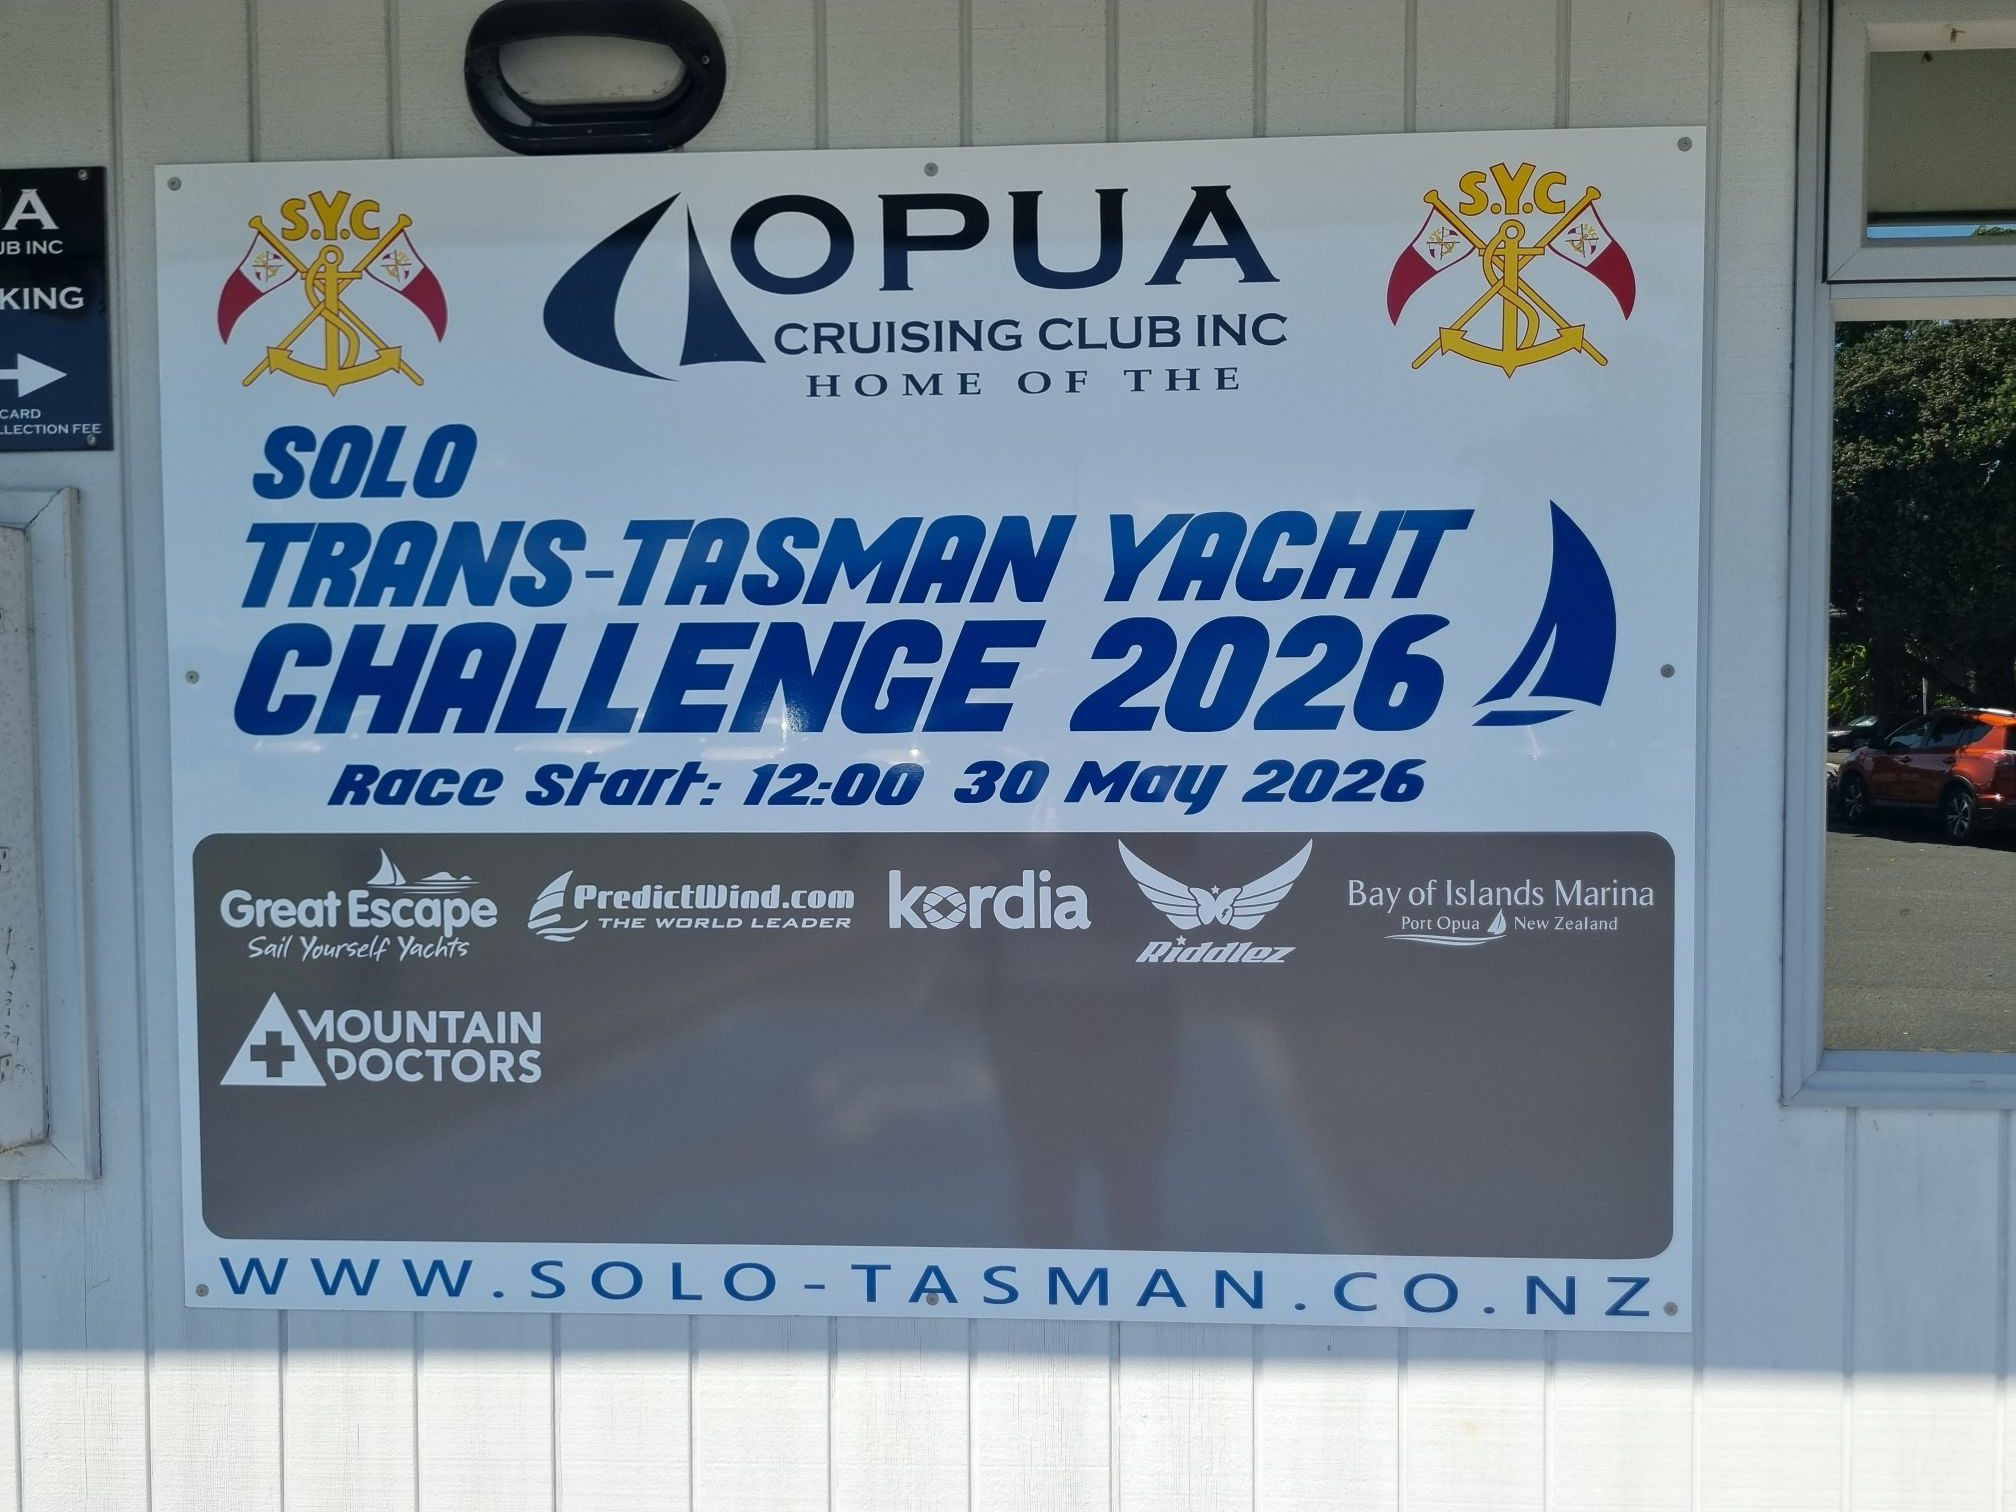 A
UB INC
KING
CARD
LLECTION FEE
S.Y.C
OPUA
CRUISING CLUB INC
HOME OF THE
S.Y.C
SOLO
TRANS-TASMAN YACHT
CHALLENGE 2026
Race Start: 12:00 30 May 2026
Great Escape
Sail Yourself Yachts
PredictWind.com
THE WORLD LEADER
kordia
Riddlez
Bay of Islands Marina
Port Opua New Zealand
MOUNTAIN
DOCTORS
WWW.SOLO-TASMAN.CO.NZ